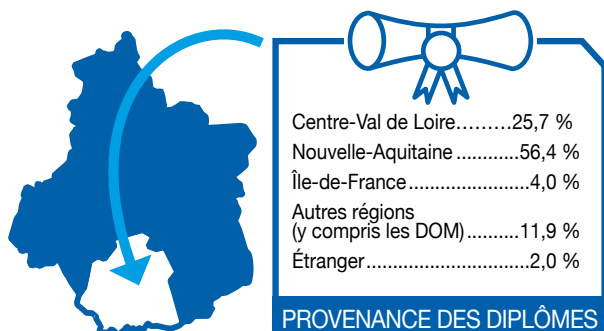 Centre-Val de Loire.........25,7 %
Nouvelle-Aquitaine ............56,4 %
Île-de-France......................4,0 %
Autres régions
(y compris les DOM)..........11,9 %
Étranger..............................2,0 %
PROVENANCE DES DIPLÔMES